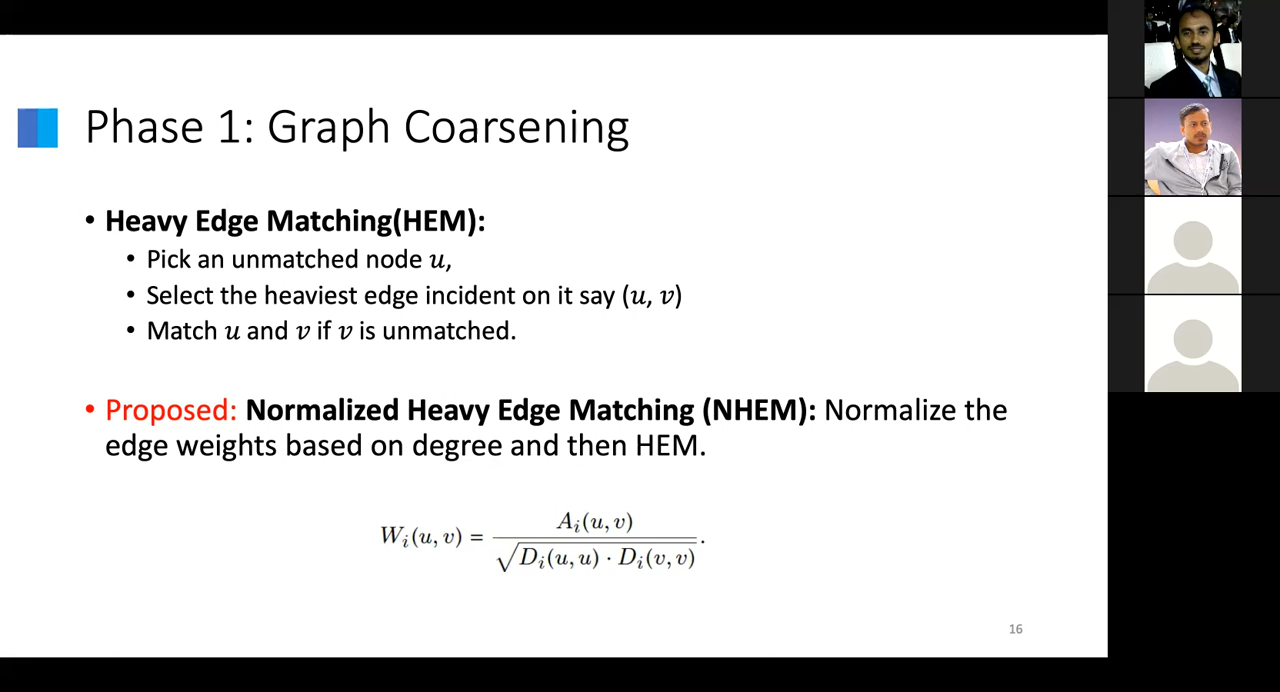 Phase 1: Graph Coarsening
• Heavy Edge Matching(HEM):
• Pick an unmatched node u,
• Select the heaviest edge incident on it say (u, v)
• Match u and v if v is unmatched.
• Proposed: Normalized Heavy Edge Matching (NHEM): Normalize the
edge weights based on degree and then HEM.
W_i(u, v) = A_i(u, v) / √(D_i(u, u) · D_i(v, v)).
16